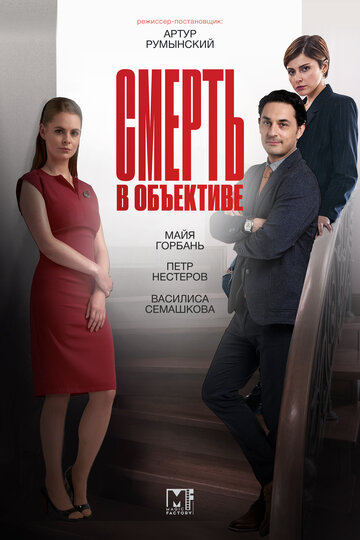 режиссер-постановщик:
АРТУР
РУМЫНСКИЙ
СМЕРТЬ
В ОБЪЕКТИВЕ
МАЙЯ
ГОРБАНЬ
ПЕТР
НЕСТЕРОВ
ВАСИЛИСА
СЕМАШКОВА
MF
MAGIC
FACTORY